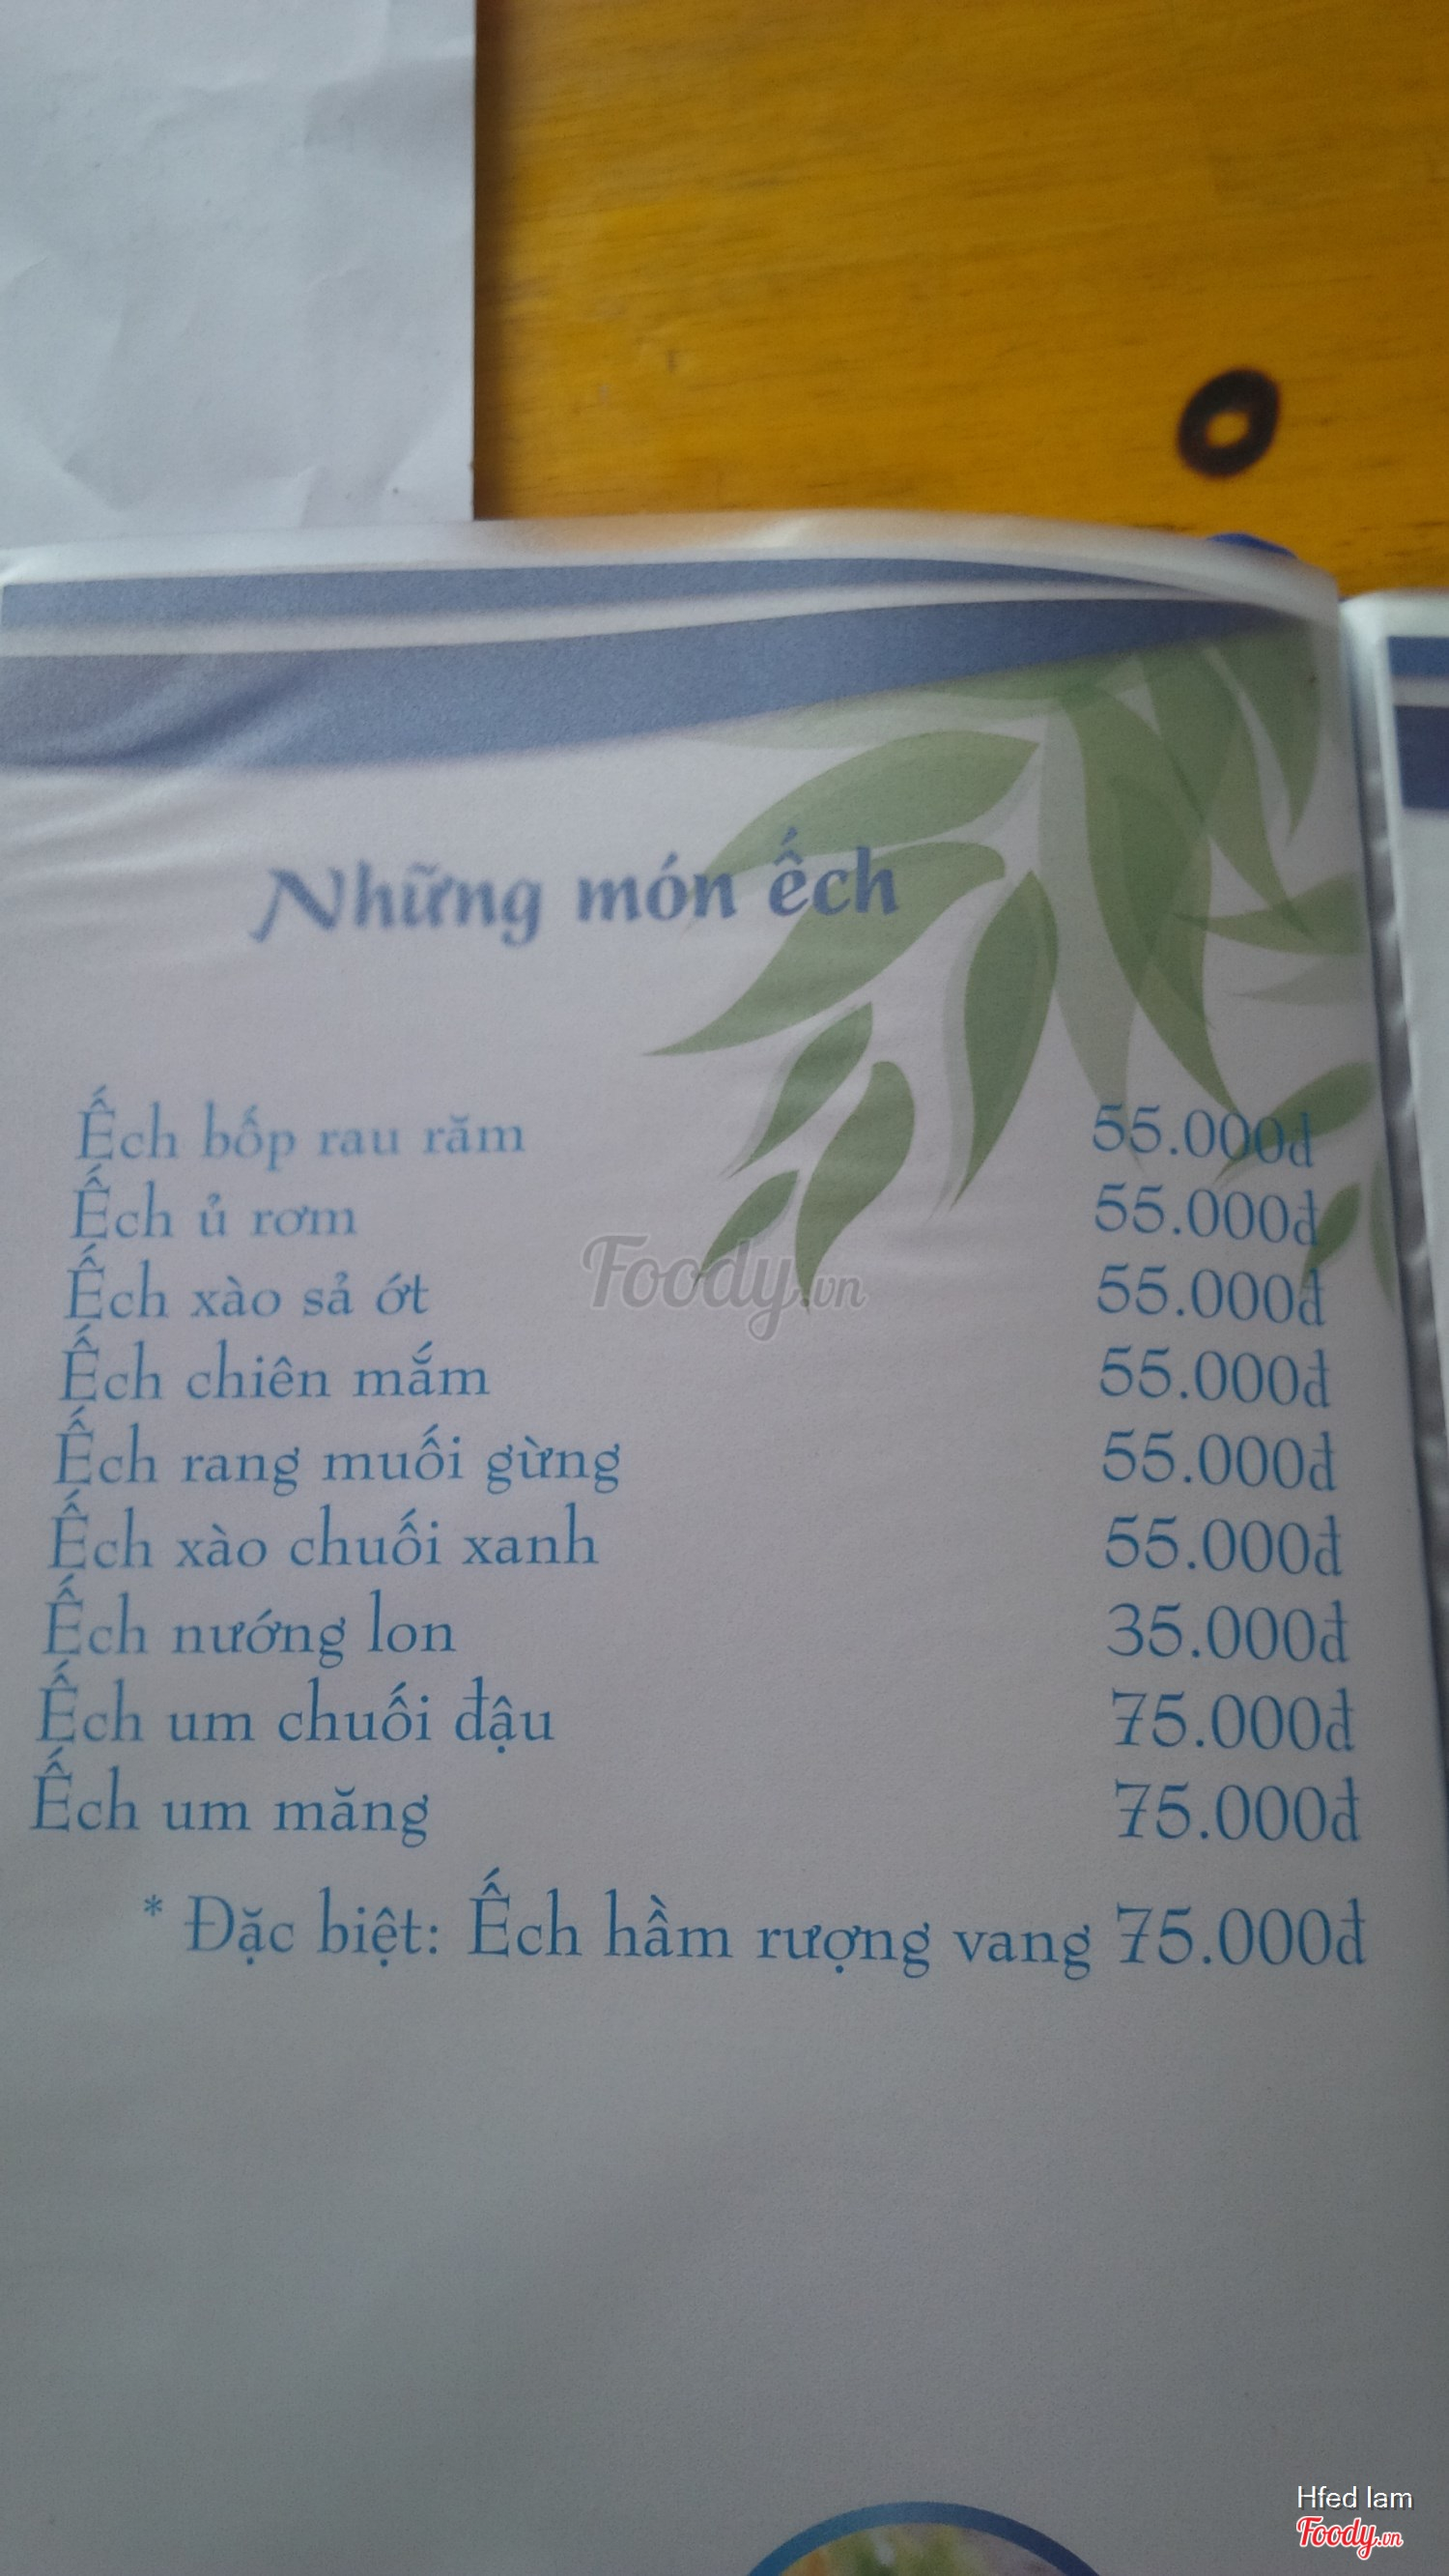 Những món ếch
Ếch bốp rau răm 55.000đ
Ếch ủ rơm 55.000đ
Ếch xào sả ớt 55.000đ
Ếch chiên mắm 55.000đ
Ếch rang muối gừng 55.000đ
Ếch xào chuối xanh 55.000đ
Ếch nướng lon 35.000đ
Ếch um chuối đậu 75.000đ
Ếch um măng 75.000đ
* Đặc biệt: Ếch hầm rượng vang 75.000đ
Foody.vn
Hfed lam
Foody.vn